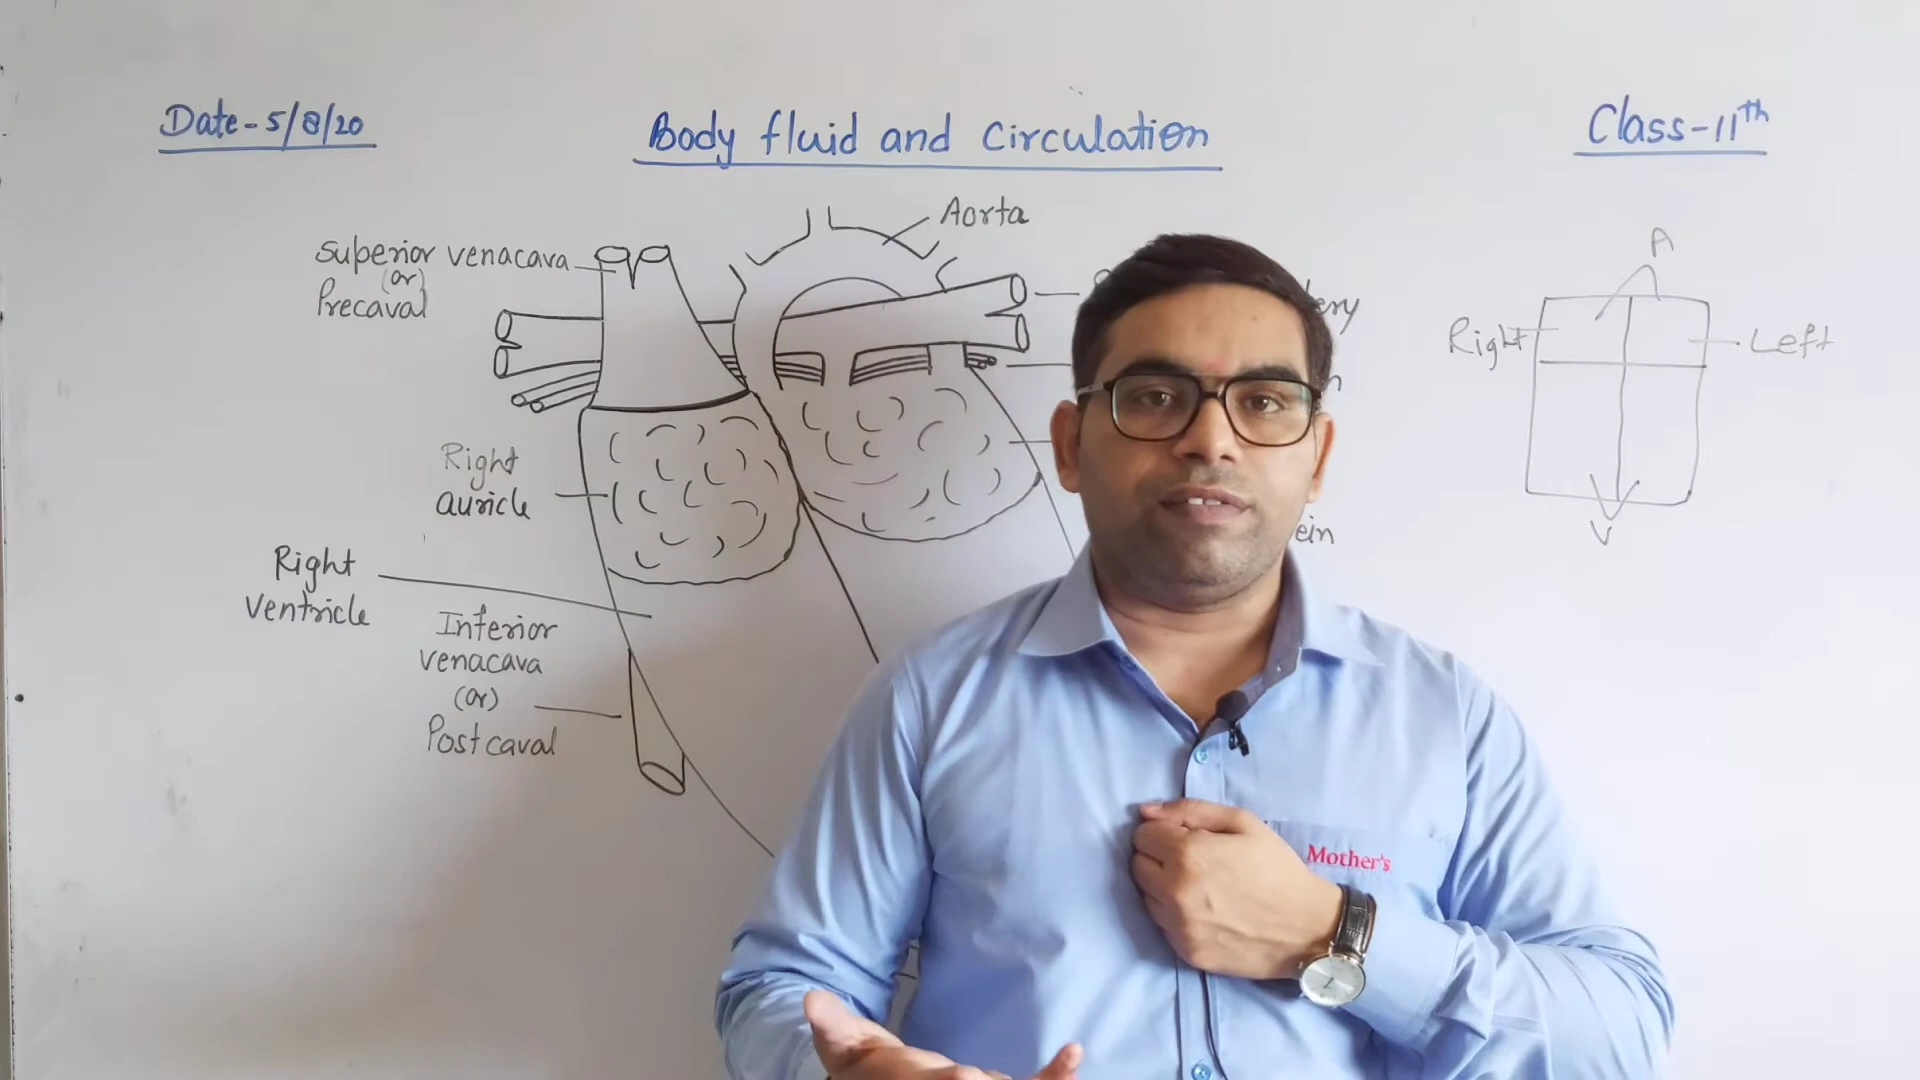 Date-5/8/20
Body fluid and circulation
Class-11th
Aorta
Superior venacava
(or)
Precaval
A
Right
Left
V
Right
auricle
Right
Ventricle
Inferior
venacava
(or)
Postcaval
Mother's